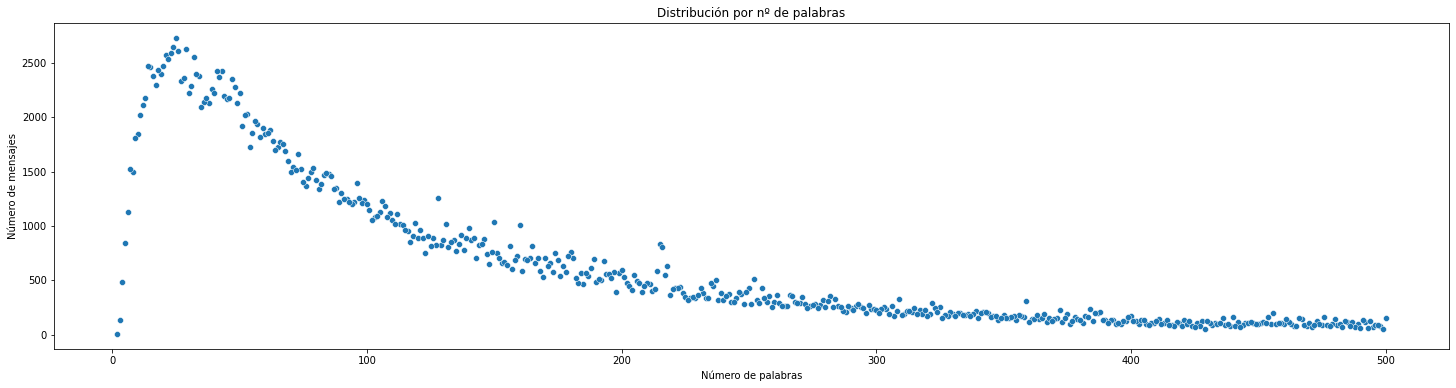 Distribución por nº de palabras
2500
2000
1500
1000
500
0
Número de mensajes
0 100 200 300 400 500
Número de palabras